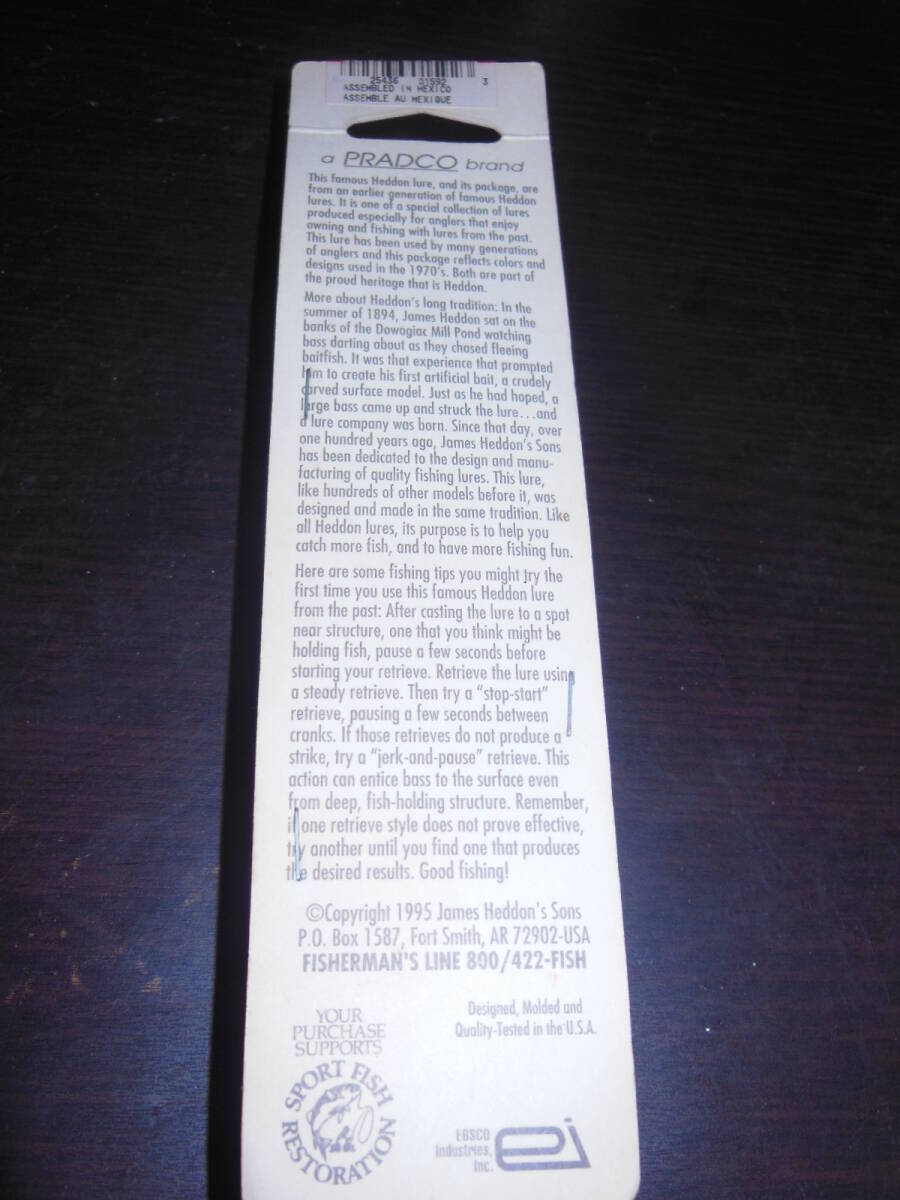 25436 01592 3
ASSEMBLED IN MEXICO
ASSEMBLE AU MEXIQUE
a PRADCO brand
This famous Heddon lure, and its package, are
from an earlier generation of famous Heddon
lures. It is one of a special collection of lures
produced especially for anglers that enjoy
owning and fishing with lures from the past.
This lure has been used by many generations
of anglers and this package reflects colors and
designs used in the 1970's. Both are part of
the proud heritage that is Heddon.
More about Heddon's long tradition: In the
summer of 1894, James Heddon sat on the
banks of the Dowagiac Mill Pond watching
bass darting about as they chased fleeing
baitfish. It was that experience that prompted
him to create his first artificial bait, a crudely
carved surface model. Just as he had hoped, a
large bass came up and struck the lure...and
a lure company was born. Since that day, over
one hundred years ago, James Heddon's Sons
has been dedicated to the design and manu-
facturing of quality fishing lures. This lure,
like hundreds of other models before it, was
designed and made in the same tradition. Like
all Heddon lures, its purpose is to help you
catch more fish, and to have more fishing fun.
Here are some fishing tips you might try the
first time you use this famous Heddon lure
from the past: After casting the lure to a spot
near structure, one that you think might be
holding fish, pause a few seconds before
starting your retrieve. Retrieve the lure using
a steady retrieve. Then try a "stop-start"
retrieve, pausing a few seconds between
cranks. If those retrieves do not produce a
strike, try a "jerk-and-pause" retrieve. This
action can entice bass to the surface even
from deep, fish-holding structure. Remember,
if one retrieve style does not prove effective,
try another until you find one that produces
the desired results. Good fishing!
©Copyright 1995 James Heddon's Sons
P.O. Box 1587, Fort Smith, AR 72902-USA
FISHERMAN'S LINE 800/422-FISH
YOUR
PURCHASE
SUPPORTS
SPORT FISH
RESTORATION
Designed, Molded and
Quality-Tested in the U.S.A.
EBSCO
Industries,
Inc.
ei